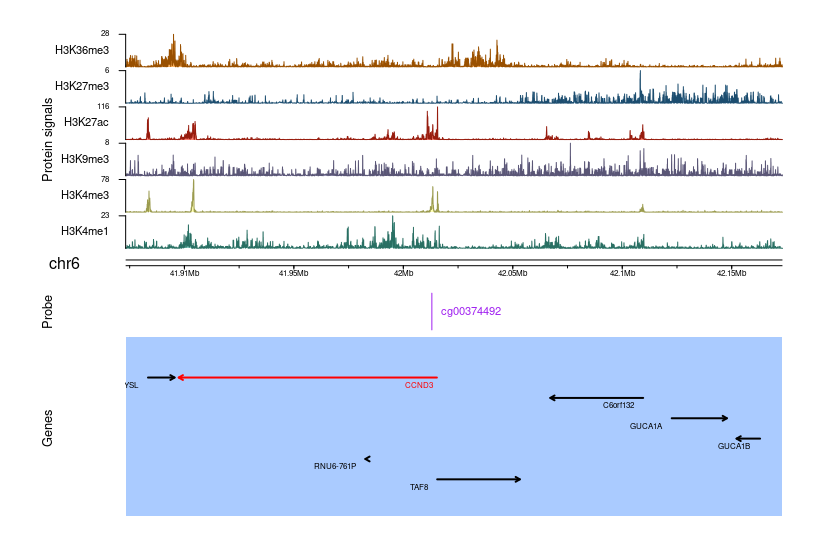 Protein signals
28
H3K36me3
6
H3K27me3
116
H3K27ac
8
H3K9me3
78
H3K4me3
23
H3K4me1
chr6
41.91Mb 41.95Mb 42Mb 42.05Mb 42.1Mb 42.15Mb
Probe
cg00374492
Genes
YSL
CCND3
C6orf132
GUCA1A
GUCA1B
RNU6-761P
TAF8